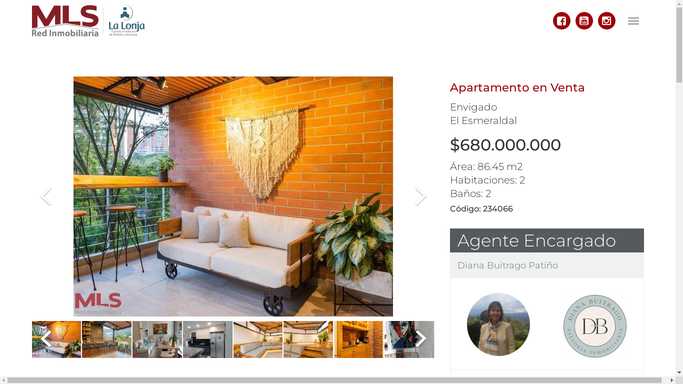 MLS
Red Inmobiliaria
La Lonja
Apartamento en Venta
Envigado
El Esmeraldal
$680.000.000
Área: 86.45 m2
Habitaciones: 2
Baños: 2
Código: 234066
Agente Encargado
Diana Buitrago Patiño
MLS
DIANA BUITRAGO
DB